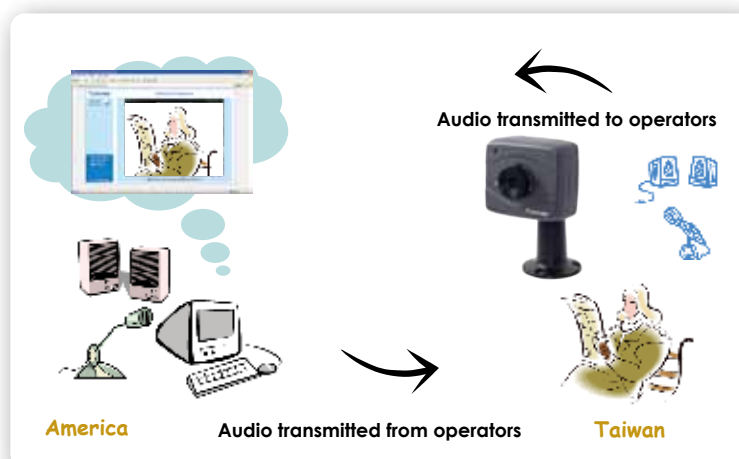 Audio transmitted to operators
America
Audio transmitted from operators
Taiwan